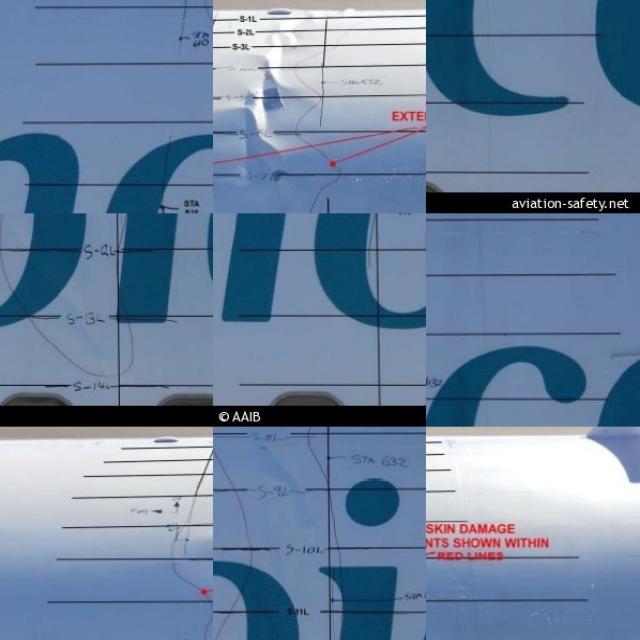 STA
S-1L
S-2L
S-3L
STA 632
EXTE
STA
aviation-safety.net
S-12L
S-13L
S-14L
© AAIB
S-8L
STA 632
S-9L
S-10L
STA
S-11L
SKIN DAMAGE
NTS SHOWN WITHIN
RED LINES